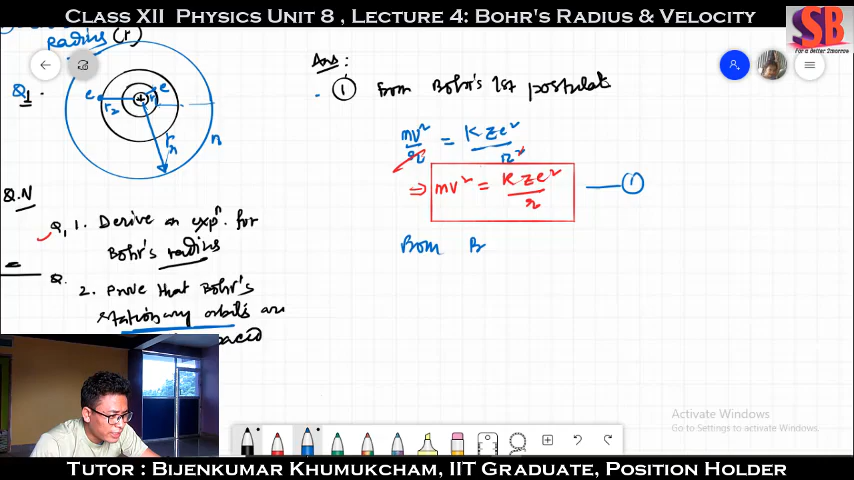 CLASS XII Physics Unit 8 , Lecture 4: Bohr's Radius & Velocity
SB
For a better Tomorrow
radius (r)
Q1.
e
r2
+
r1
e
rn
n
Q.N
Q, 1. Derive an expn. for
Bohr's radius
Q.
2. Prove that Bohr's
stationary orbits are
Ans:
① From Bohr's 1st postulate
mv²/r = KZe²/r²
⇒ mv² = KZe²/r —①
From B
Activate Windows
Go to Settings to activate Windows.
Tutor : Bijenkumar Khumukcham, IIT Graduate, Position Holder